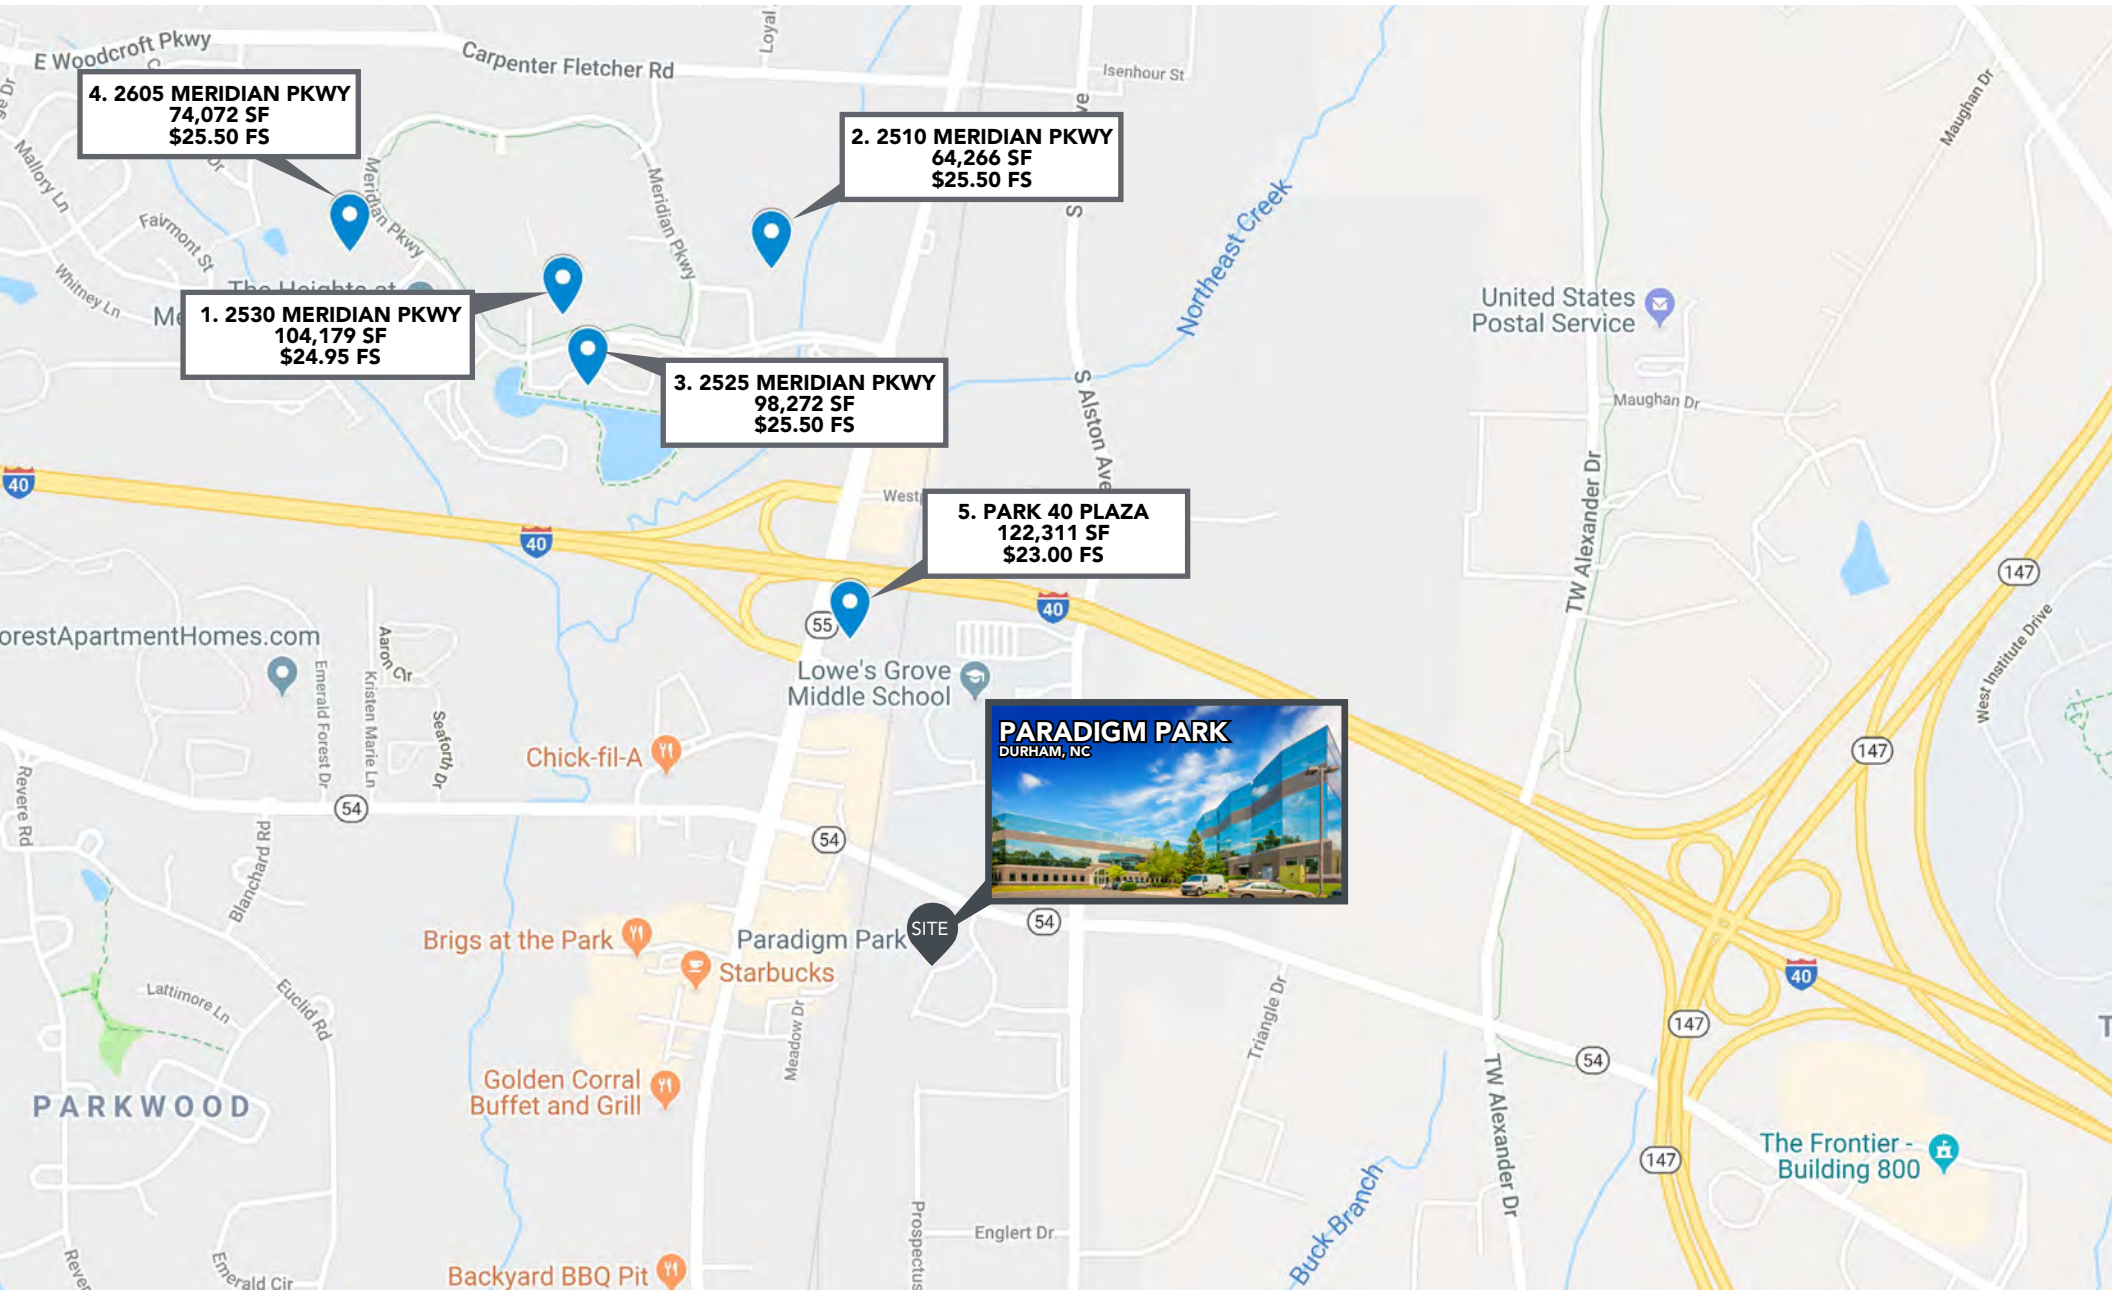 E Woodcroft Pkwy
Carpenter Fletcher Rd
Isenhour St
Maughan Dr
4. 2605 MERIDIAN PKWY
74,072 SF
$25.50 FS
2. 2510 MERIDIAN PKWY
64,266 SF
$25.50 FS
Mallory Ln
Fairmont St
Whitney Ln
Meridian Pkwy
Meridian Pkwy
Northeast Creek
The Heights at
1. 2530 MERIDIAN PKWY
104,179 SF
$24.95 FS
3. 2525 MERIDIAN PKWY
98,272 SF
$25.50 FS
United States
Postal Service
Maughan Dr
S Alston Ave
TW Alexander Dr
40
40
5. PARK 40 PLAZA
122,311 SF
$23.00 FS
40
55
147
West Institute Drive
147
orestApartmentHomes.com
Aaron Cir
Emerald Forest Dr
Kristen Marie Ln
Seaforth Dr
Lowe's Grove
Middle School
PARADIGM PARK
DURHAM, NC
Chick-fil-A
Revere Rd
54
54
Blanchard Rd
Brigs at the Park
Paradigm Park
SITE
54
Starbucks
40
Lattimore Ln
Euclid Rd
Meadow Dr
Triangle Dr
147
54
Golden Corral
Buffet and Grill
PARKWOOD
TW Alexander Dr
147
The Frontier -
Building 800
Buck Branch
Prospectus
Englert Dr
Emerald Cir
Backyard BBQ Pit